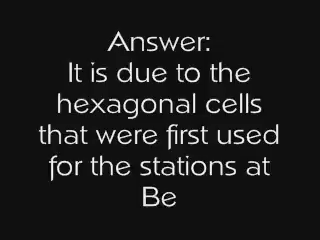 Answer:
It is due to the
hexagonal cells
that were first used
for the stations at
Be